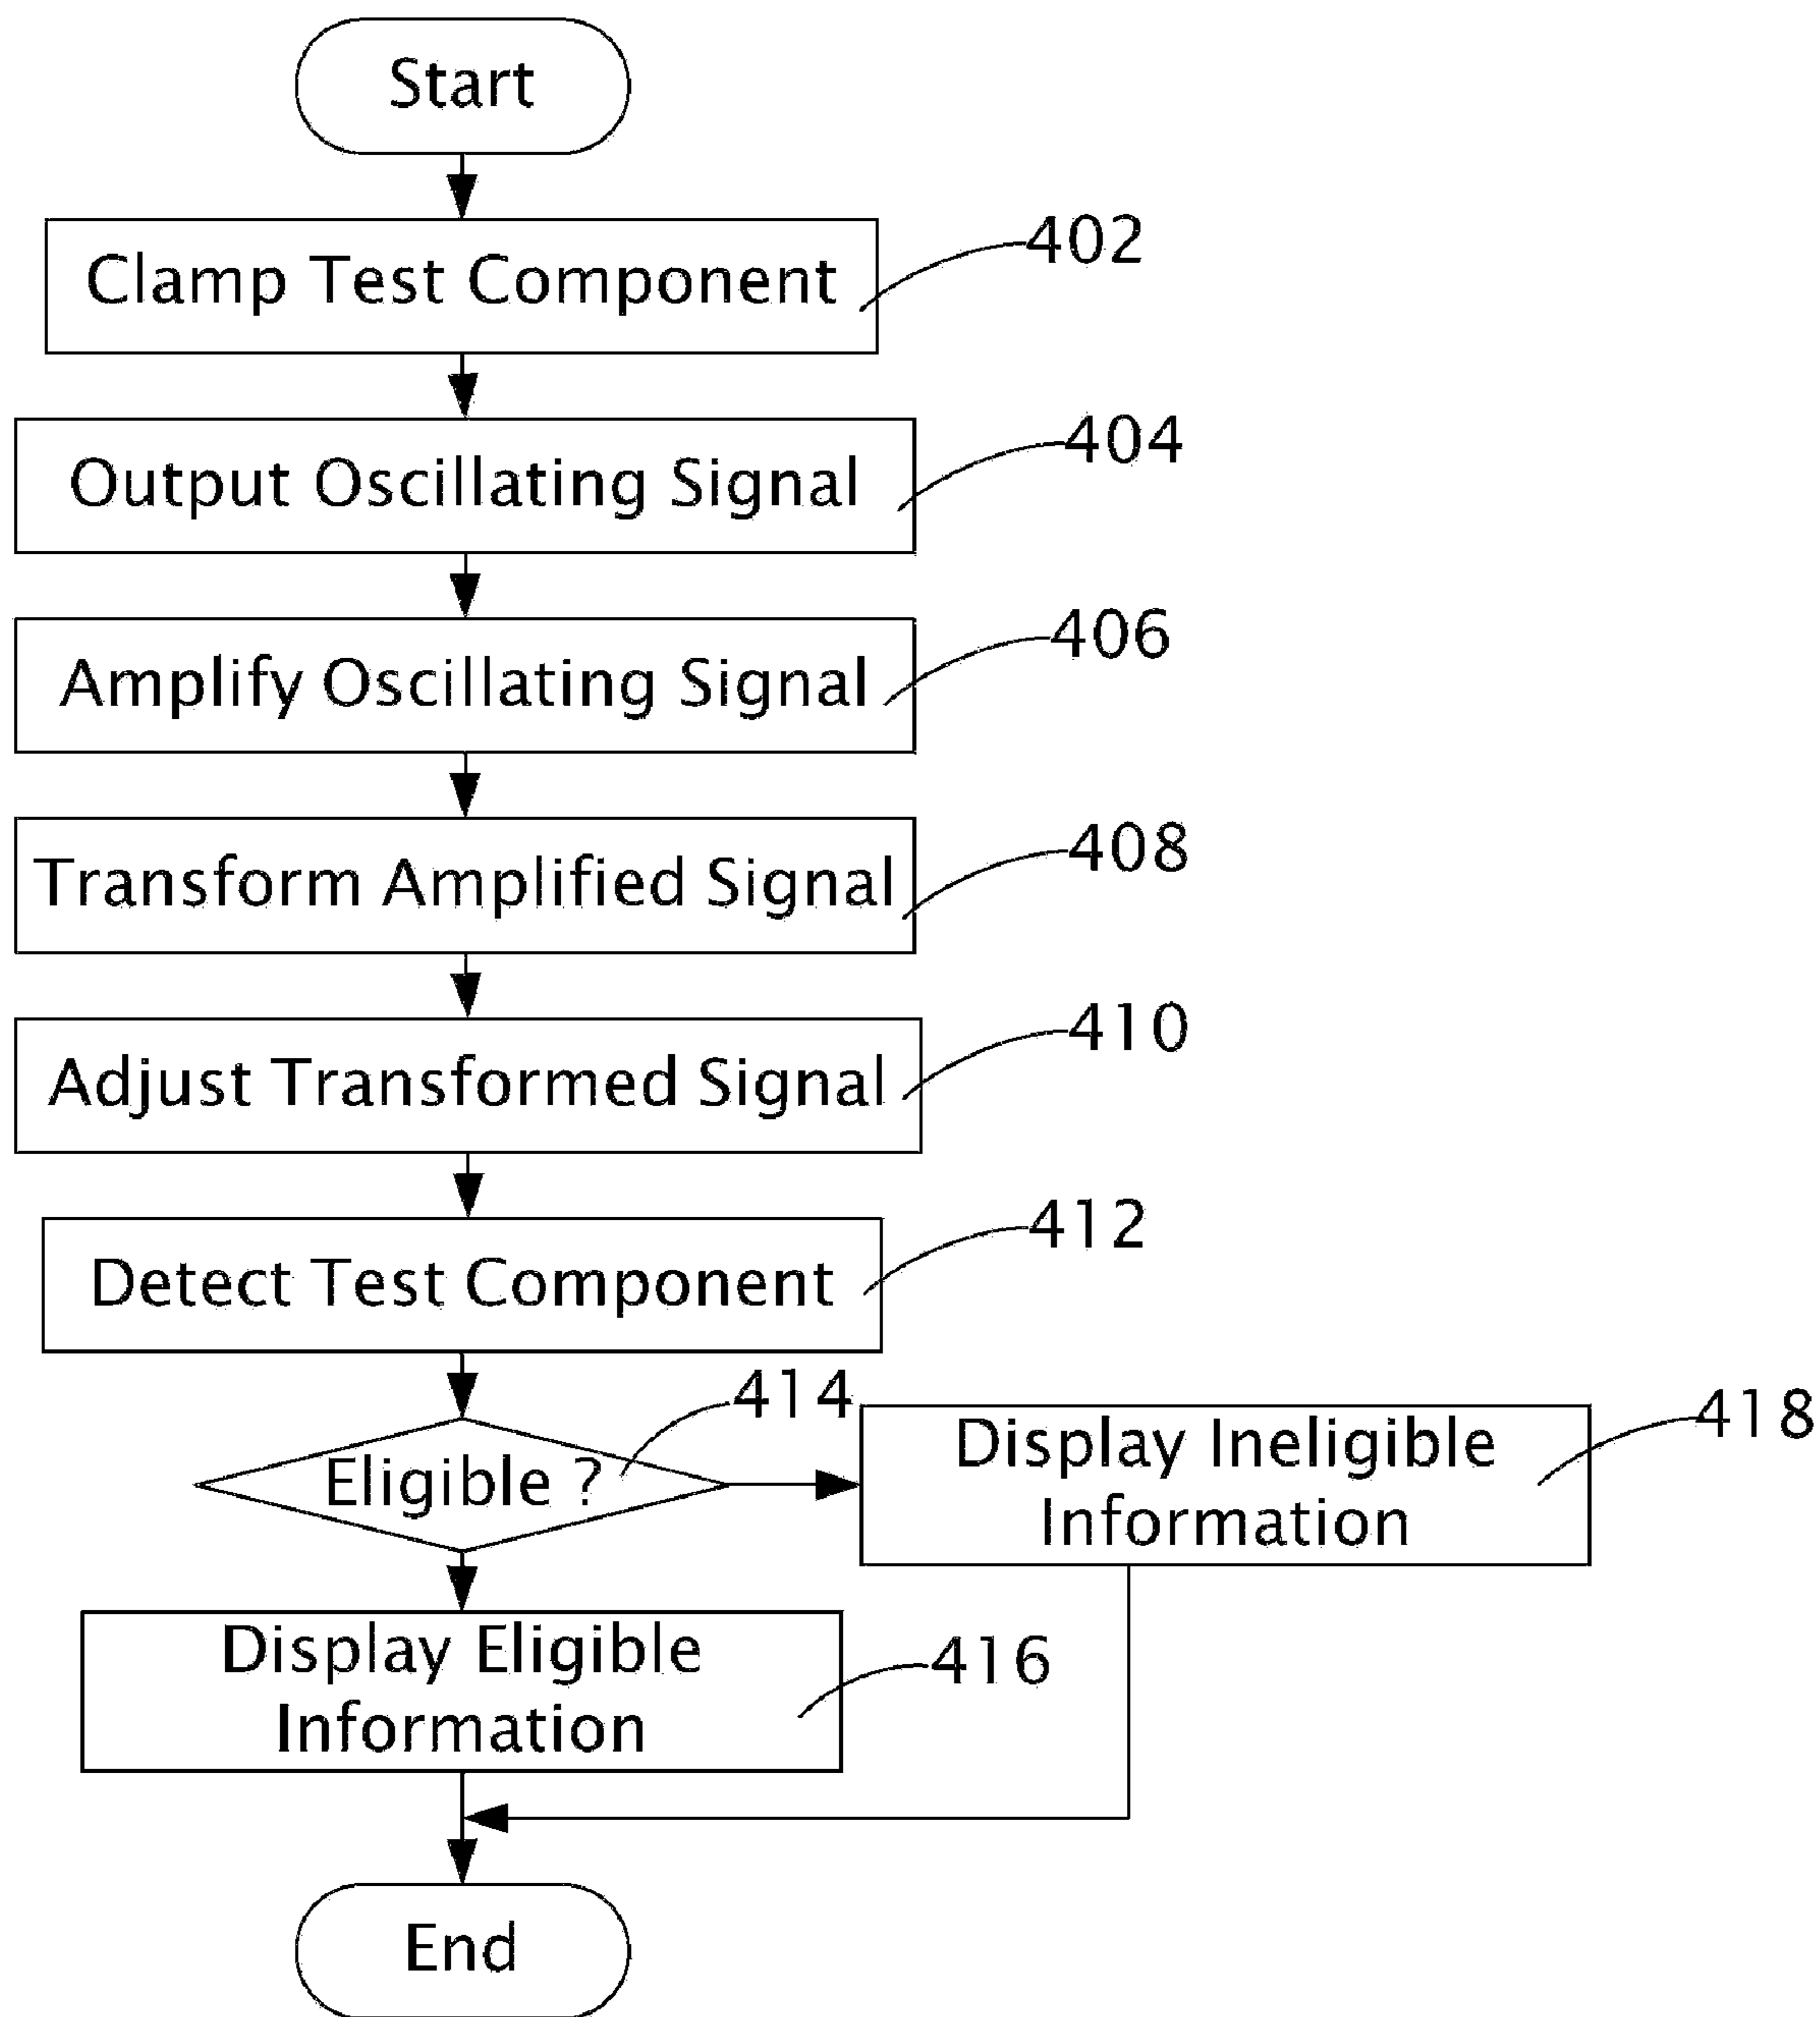 Start
Clamp Test Component
402
Output Oscillating Signal
404
Amplify Oscillating Signal
406
Transform Amplified Signal
408
Adjust Transformed Signal
410
Detect Test Component
412
Eligible ?
414
Display Ineligible
Information
418
Display Eligible
Information
416
End